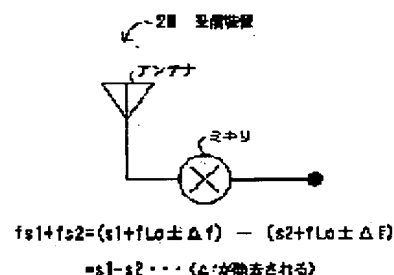 受信装置
アンテナ
ミキサ
fs1+fs2=(s1+fLo±Δf) − (s2+fLo±Δf)
=s1-s2・・・(Δfが除去される)